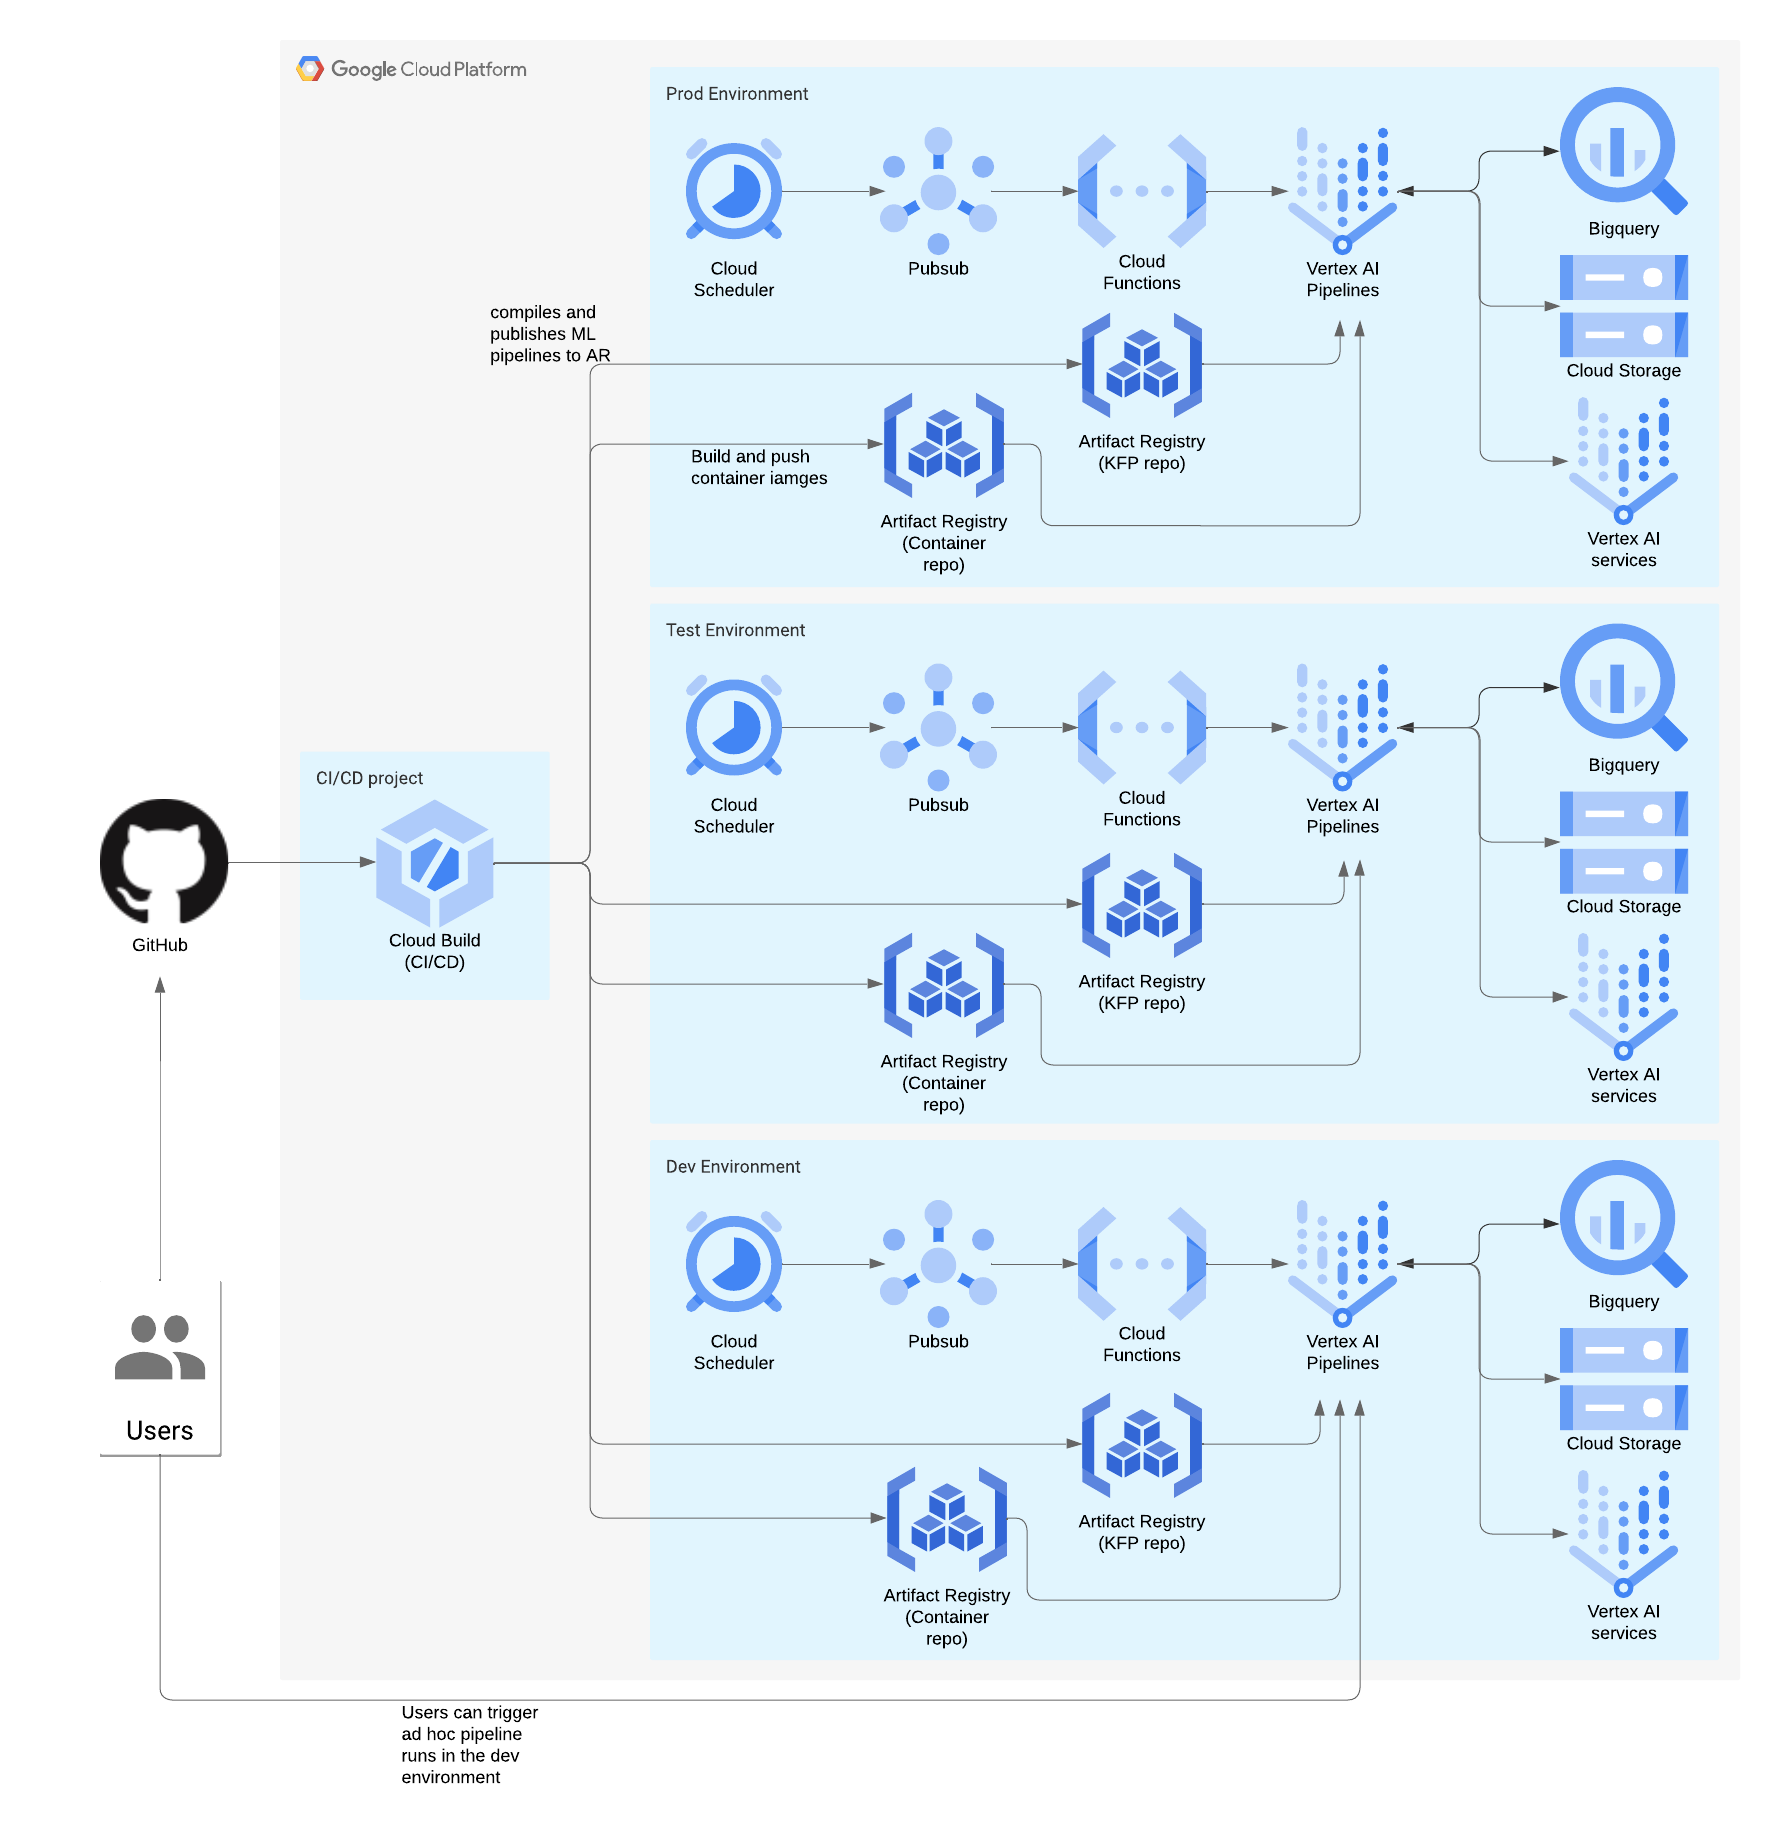 Google Cloud Platform
Prod Environment
Cloud
Scheduler
Pubsub
Cloud
Functions
Vertex AI
Pipelines
Bigquery
Cloud Storage
Vertex AI
services
compiles and
publishes ML
pipelines to AR
Artifact Registry
(KFP repo)
Build and push
container iamges
Artifact Registry
(Container
repo)
Test Environment
Cloud
Scheduler
Pubsub
Cloud
Functions
Vertex AI
Pipelines
Bigquery
Cloud Storage
Vertex AI
services
Artifact Registry
(KFP repo)
Artifact Registry
(Container
repo)
CI/CD project
Cloud Build
(CI/CD)
GitHub
Dev Environment
Cloud
Scheduler
Pubsub
Cloud
Functions
Vertex AI
Pipelines
Bigquery
Cloud Storage
Vertex AI
services
Artifact Registry
(KFP repo)
Artifact Registry
(Container
repo)
Users
Users can trigger
ad hoc pipeline
runs in the dev
environment